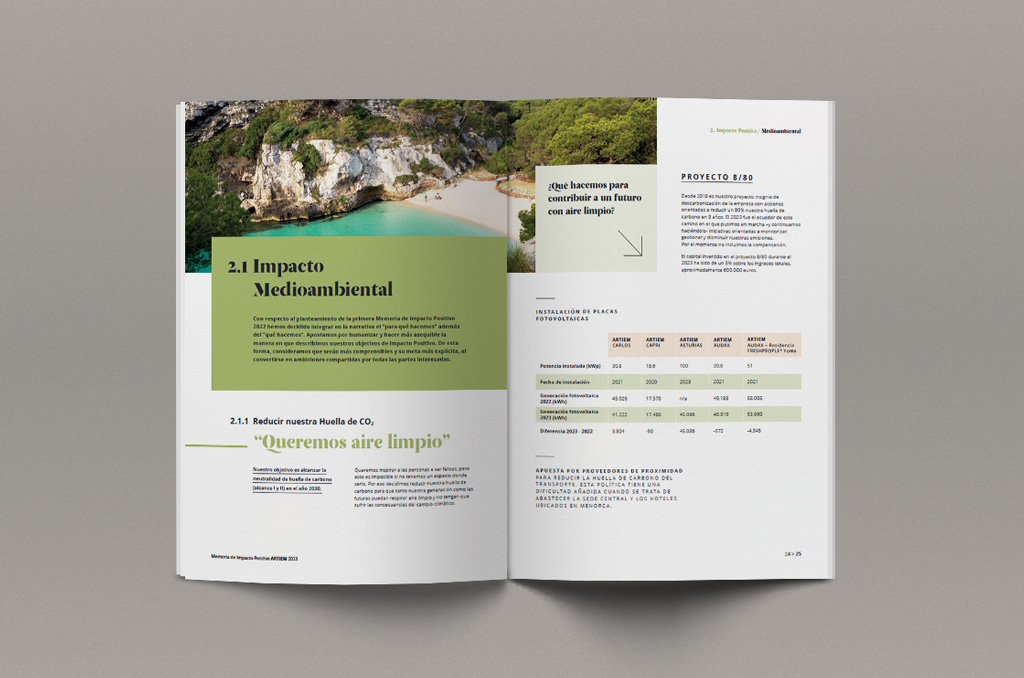 2.1 Impacto
Medioambiental
Con respecto al planteamiento de la primera Memoria de Impacto Positivo
2022 hemos decidido integrar en la narrativa el "para qué hacemos" además
del "qué hacemos". Apostamos por humanizar y hacer más asequible la
manera en que describimos nuestros objetivos de Impacto Positivo. De esta
forma, consideramos que serán más comprensibles y su meta más explícita, al
convertirse en ambiciones compartidas por todas las partes interesadas.
2.1.1 Reducir nuestra Huella de CO₂
“Queremos aire limpio”
Nuestro objetivo es alcanzar la
neutralidad de huella de carbono
(alcance I y II) en el año 2030.
Queremos inspirar a las personas a ser felices, pero
esto es imposible si no tenemos un espacio donde
serlo. Por eso decidimos reducir nuestra huella de
carbono para que tanto nuestra generación como las
futuras puedan respirar aire limpio y no tengan que
sufrir las consecuencias del cambio climático.
Memoria de Impacto Positivo ARTIEM 2023
2. Impacto Positivo / Medioambiental
¿Qué hacemos para
contribuir a un futuro
con aire limpio?
PROYECTO 8/80
Desde 2018 es nuestro proyecto insignia de
descarbonización de la empresa con acciones
orientadas a reducir un 80% nuestra huella de
carbono en 8 años. El 2023 fue el ecuador de este
camino en el que pusimos en marcha –y continuamos
haciéndolo– iniciativas orientadas a monitorizar,
gestionar y disminuir nuestras emisiones.
Por el momento no incluimos la compensación.
El capital invertido en el proyecto 8/80 durante el
2023 ha sido de un 3% sobre los ingresos totales,
aproximadamente 600.000 euros.
INSTALACIÓN DE PLACAS
FOTOVOLTAICAS
ARTIEM CARLOS ARTIEM CAPRI ARTIEM ASTURIAS ARTIEM AUDAX ARTIEM AUDAX – Residencia FRESHPEOPLE® Yuma
Potencia instalada (kWp) 30.8 18.6 100 30.8 51
Fecha de instalación 2021 2020 2023 2021 2021
Generación fotovoltaica 2022 (kWh) 45.026 17.570 n/a 49.183 58.005
Generación fotovoltaica 2023 (kWh) 41.222 17.480 46.096 48.810 53.660
Diferencia 2023 - 2022 3.804 -90 46.096 -372 -4.345
APUESTA POR PROVEEDORES DE PROXIMIDAD
PARA REDUCIR LA HUELLA DE CARBONO DEL
TRANSPORTE. ESTA POLÍTICA TIENE UNA
DIFICULTAD AÑADIDA CUANDO SE TRATA DE
ABASTECER LA SEDE CENTRAL Y LOS HOTELES
UBICADOS EN MENORCA.
24 > 25